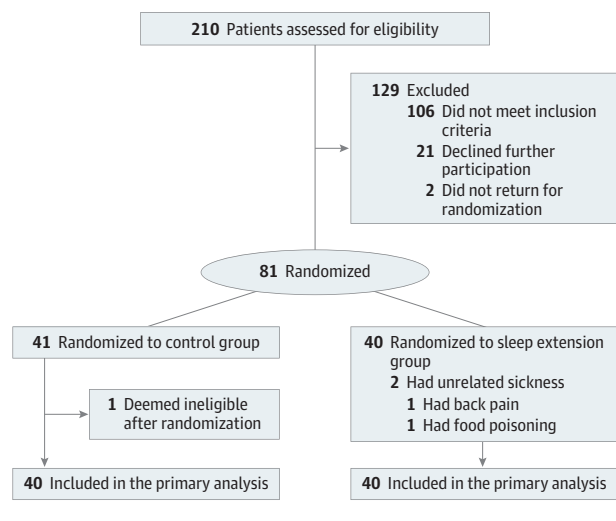 210 Patients assessed for eligibility
129 Excluded
106 Did not meet inclusion
criteria
21 Declined further
participation
2 Did not return for
randomization
81 Randomized
41 Randomized to control group
1 Deemed ineligible
after randomization
40 Included in the primary analysis
40 Randomized to sleep extension
group
2 Had unrelated sickness
1 Had back pain
1 Had food poisoning
40 Included in the primary analysis